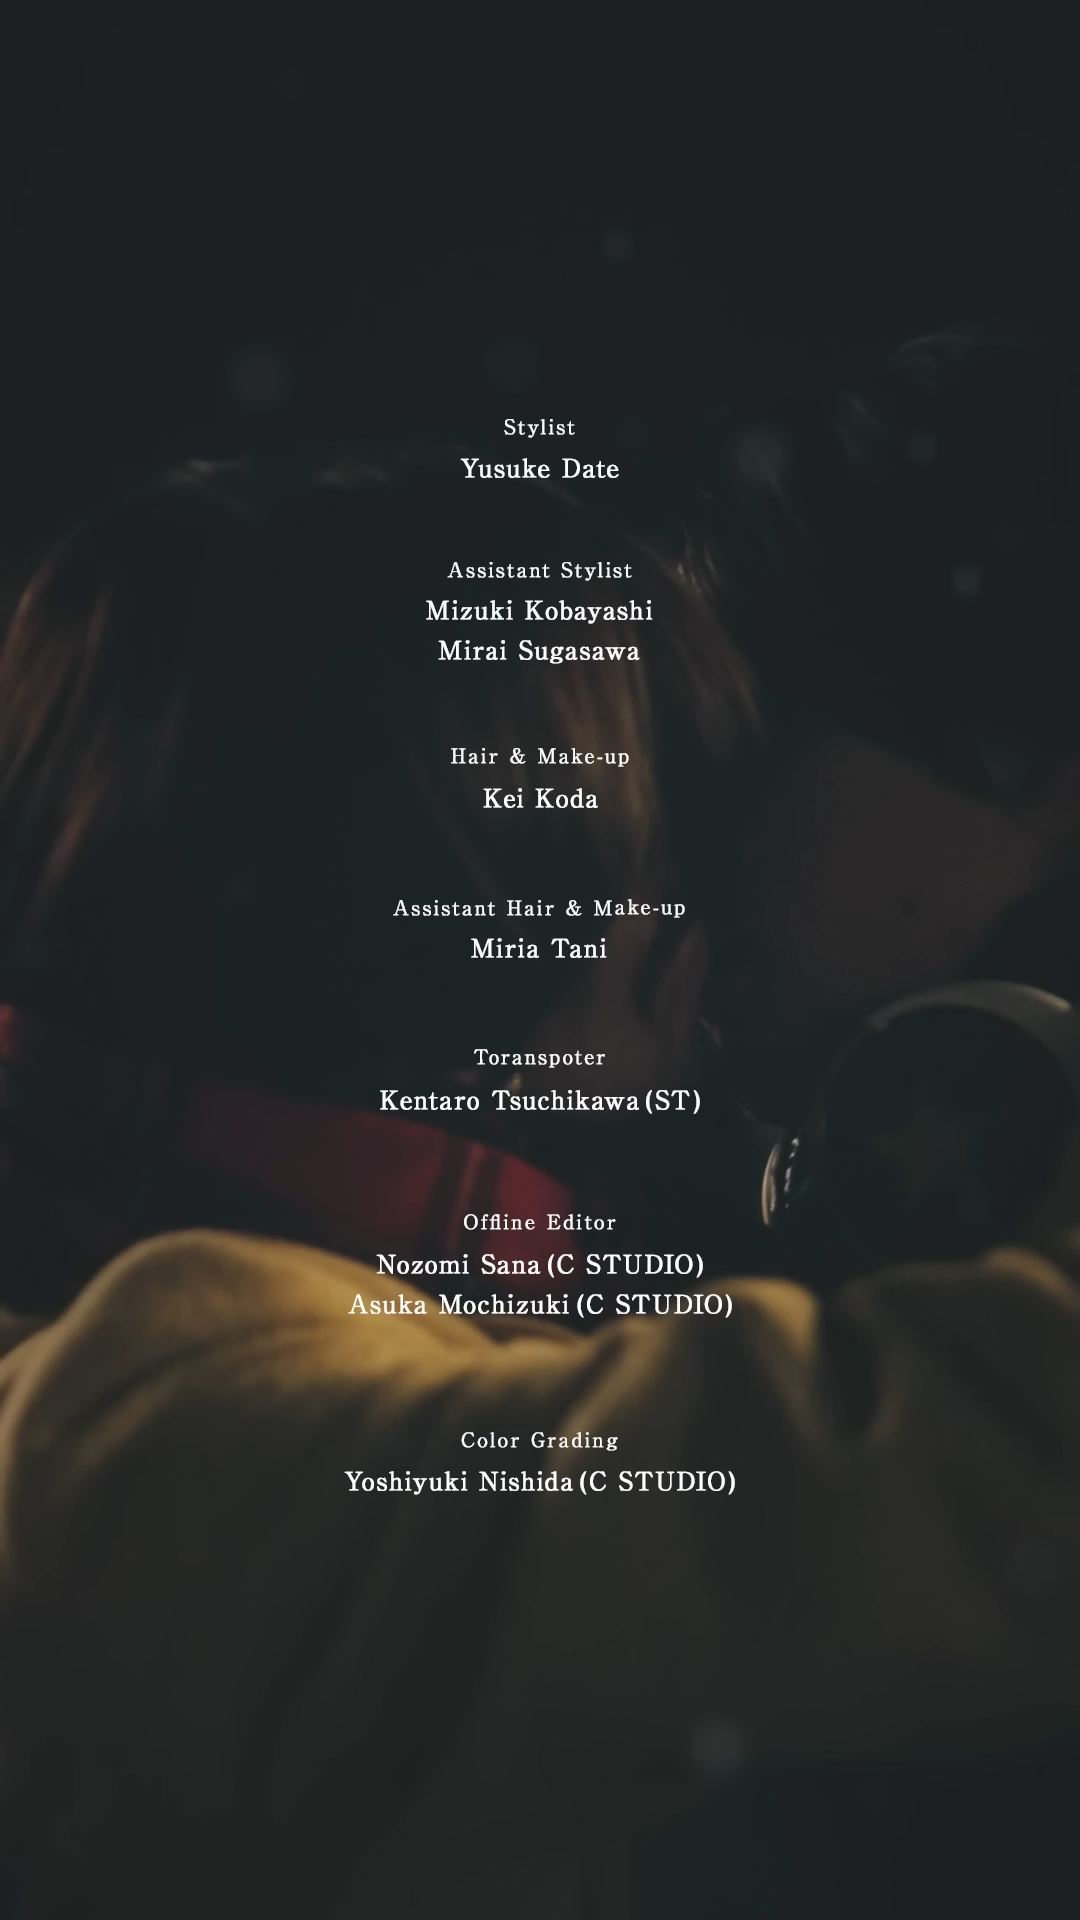 Stylist
Yusuke Date
Assistant Stylist
Mizuki Kobayashi
Mirai Sugasawa
Hair & Make-up
Kei Koda
Assistant Hair & Make-up
Miria Tani
Toranspoter
Kentaro Tsuchikawa (ST)
Offline Editor
Nozomi Sana (C STUDIO)
Asuka Mochizuki (C STUDIO)
Color Grading
Yoshiyuki Nishida (C STUDIO)